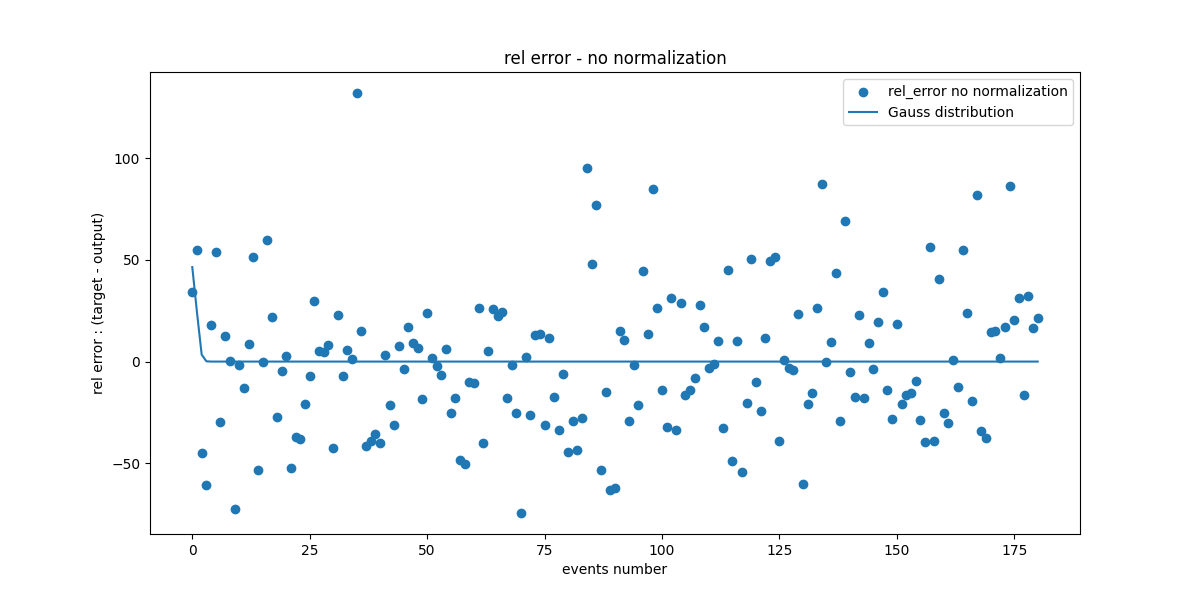 rel error - no normalization
rel_error no normalization
Gauss distribution
rel error : (target - output)
100
50
0
−50
0
25
50
75
100
125
150
175
events number